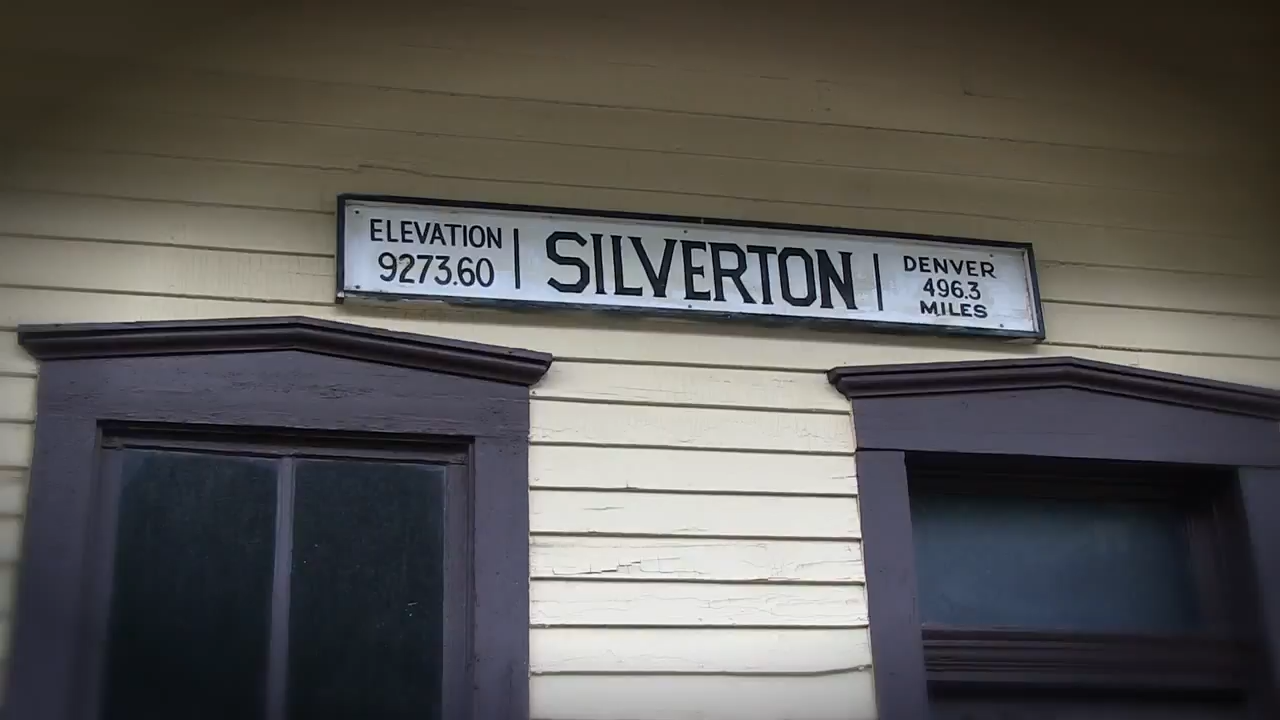 ELEVATION
9273.60
SILVERTON
DENVER
496.3
MILES